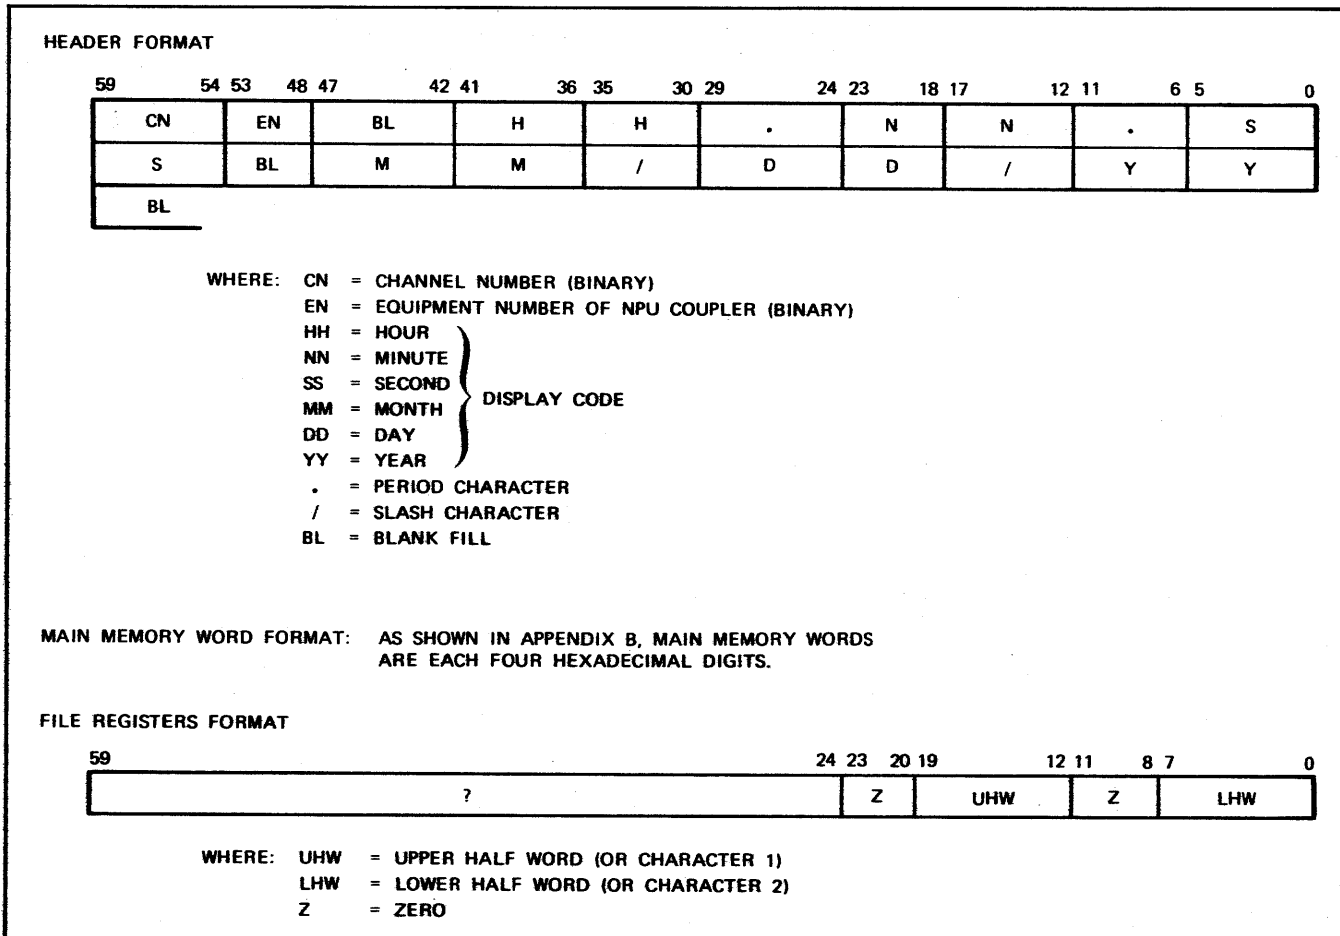 HEADER FORMAT
59 54 53 48 47 42 41 36 35 30 29 24 23 18 17 12 11 6 5 0
CN EN BL H H . N N . S
S BL M M / D D / Y Y
BL
WHERE: CN = CHANNEL NUMBER (BINARY)
EN = EQUIPMENT NUMBER OF NPU COUPLER (BINARY)
HH = HOUR
NN = MINUTE
SS = SECOND
MM = MONTH
DD = DAY
YY = YEAR
DISPLAY CODE
. = PERIOD CHARACTER
/ = SLASH CHARACTER
BL = BLANK FILL
MAIN MEMORY WORD FORMAT: AS SHOWN IN APPENDIX B, MAIN MEMORY WORDS
ARE EACH FOUR HEXADECIMAL DIGITS.
FILE REGISTERS FORMAT
59 24 23 20 19 12 11 8 7 0
? Z UHW Z LHW
WHERE: UHW = UPPER HALF WORD (OR CHARACTER 1)
LHW = LOWER HALF WORD (OR CHARACTER 2)
Z = ZERO